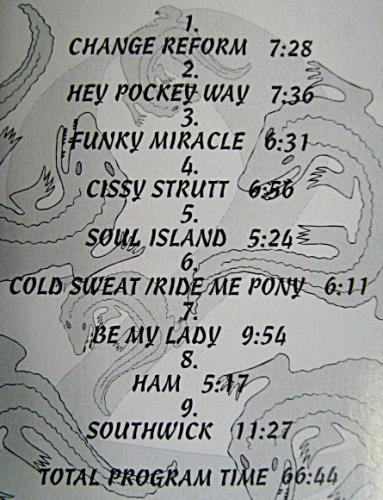 1.
CHANGE REFORM 7:28
2.
HEY POCKEY WAY 7:36
3.
FUNKY MIRACLE 6:31
4.
CISSY STRUTT 6:56
5.
SOUL ISLAND 5:24
6.
COLD SWEAT /RIDE ME PONY 6:11
7.
BE MY LADY 9:54
8.
HAM 5:17
9.
SOUTHWICK 11:27
TOTAL PROGRAM TIME 66:44